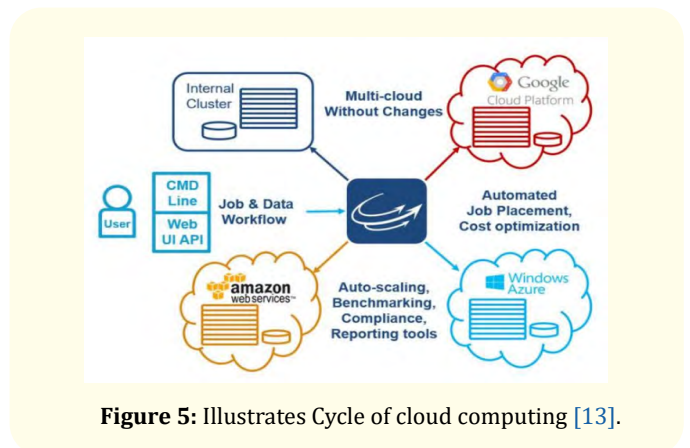 Internal
Cluster
Multi-cloud
Without Changes
Google
Cloud Platform
User
CMD
Line
Web
UI API
Job & Data
Workflow
Automated
Job Placement,
Cost optimization
amazon
webservices™
Auto-scaling,
Benchmarking,
Compliance,
Reporting tools
Windows
Azure
Figure 5: Illustrates Cycle of cloud computing [13].